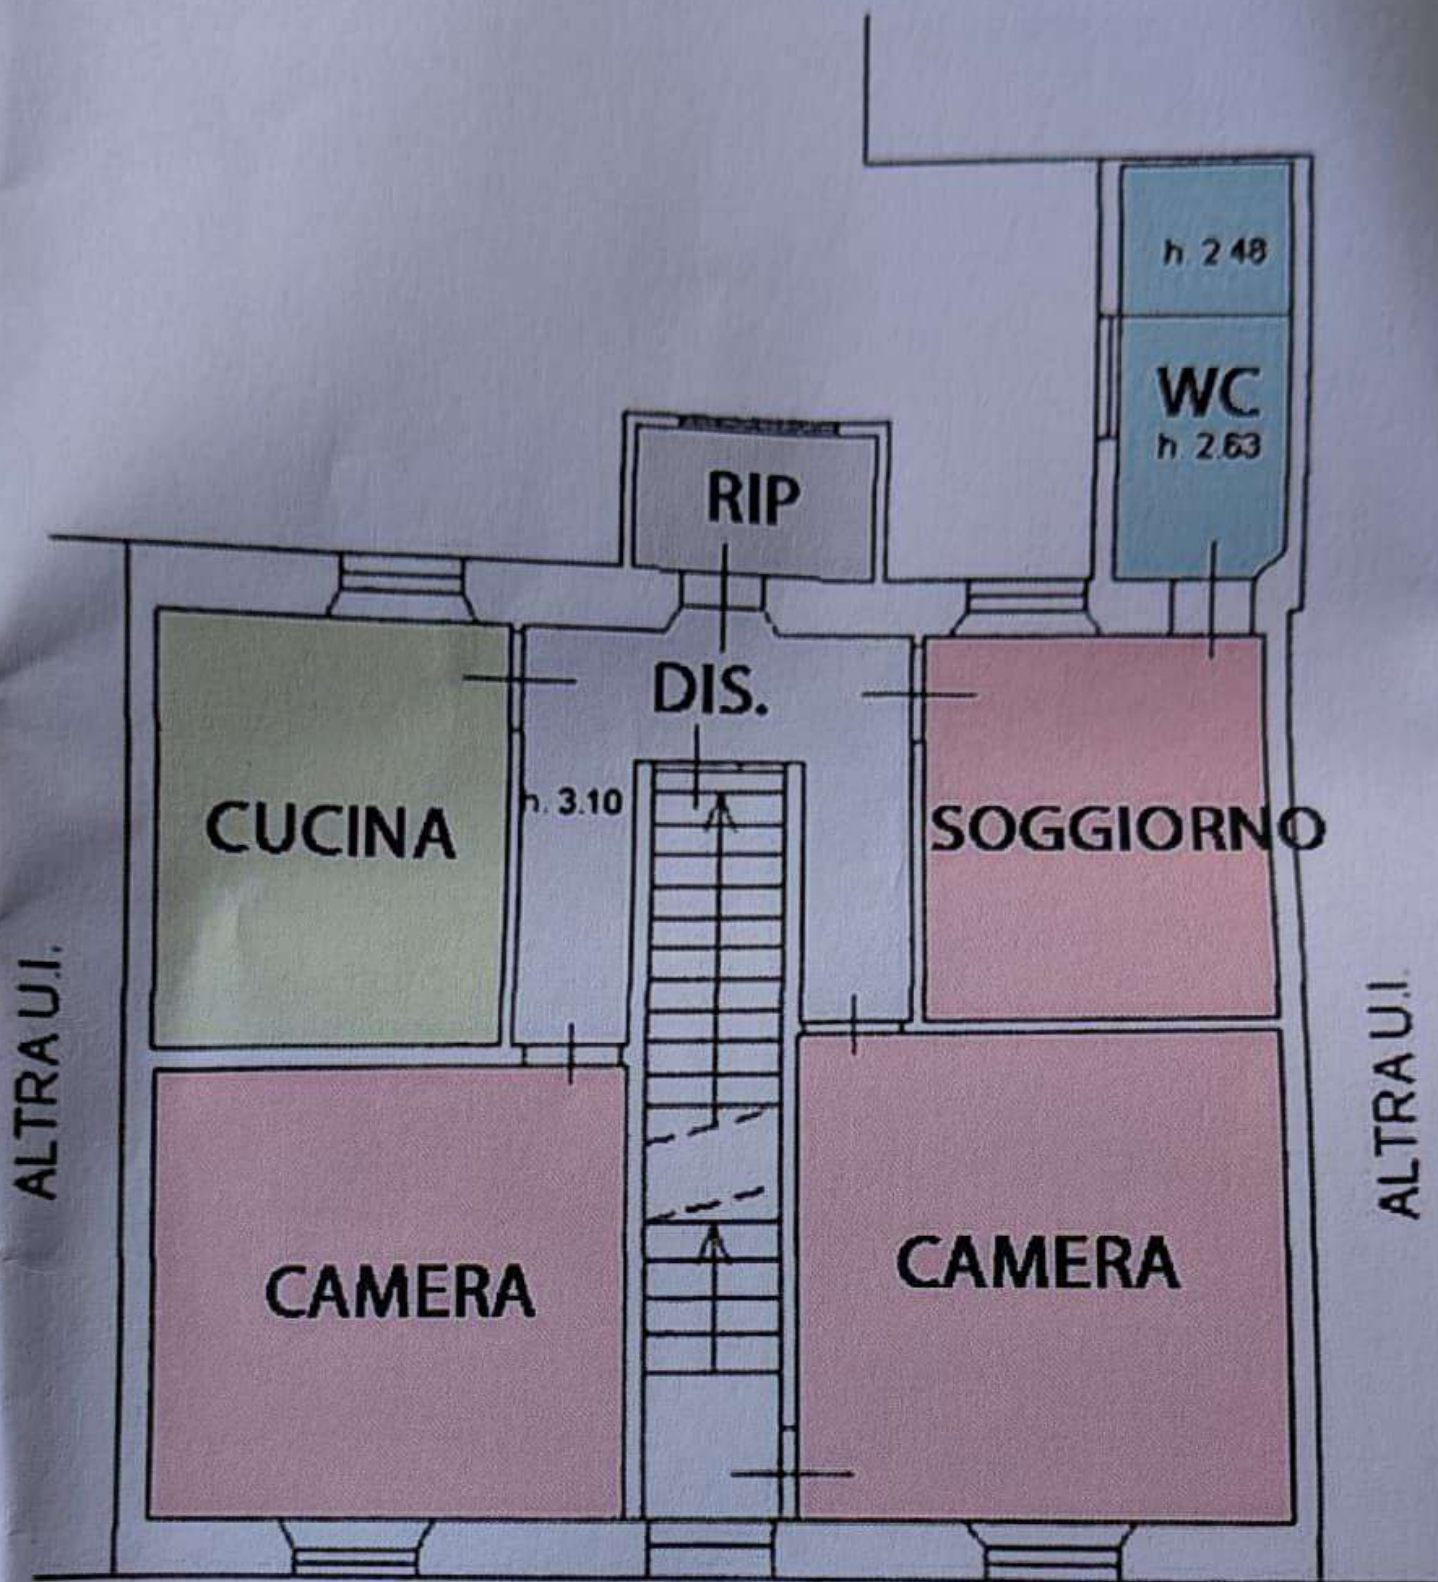 h. 2 48
WC
h. 2.63
RIP
DIS.
h. 3.10
CUCINA
SOGGIORNO
ALTRA U.I.
ALTRA U.I.
CAMERA
CAMERA